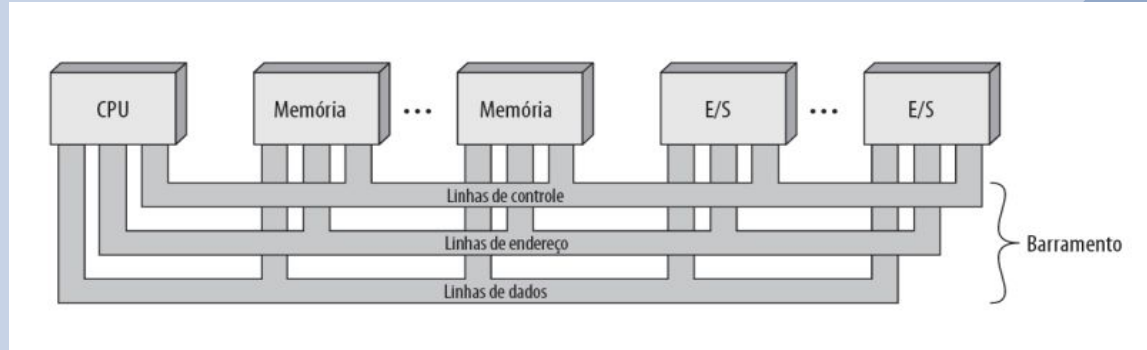 CPU
Memória
...
Memória
E/S
...
E/S
Linhas de controle
Linhas de endereço
Barramento
Linhas de dados